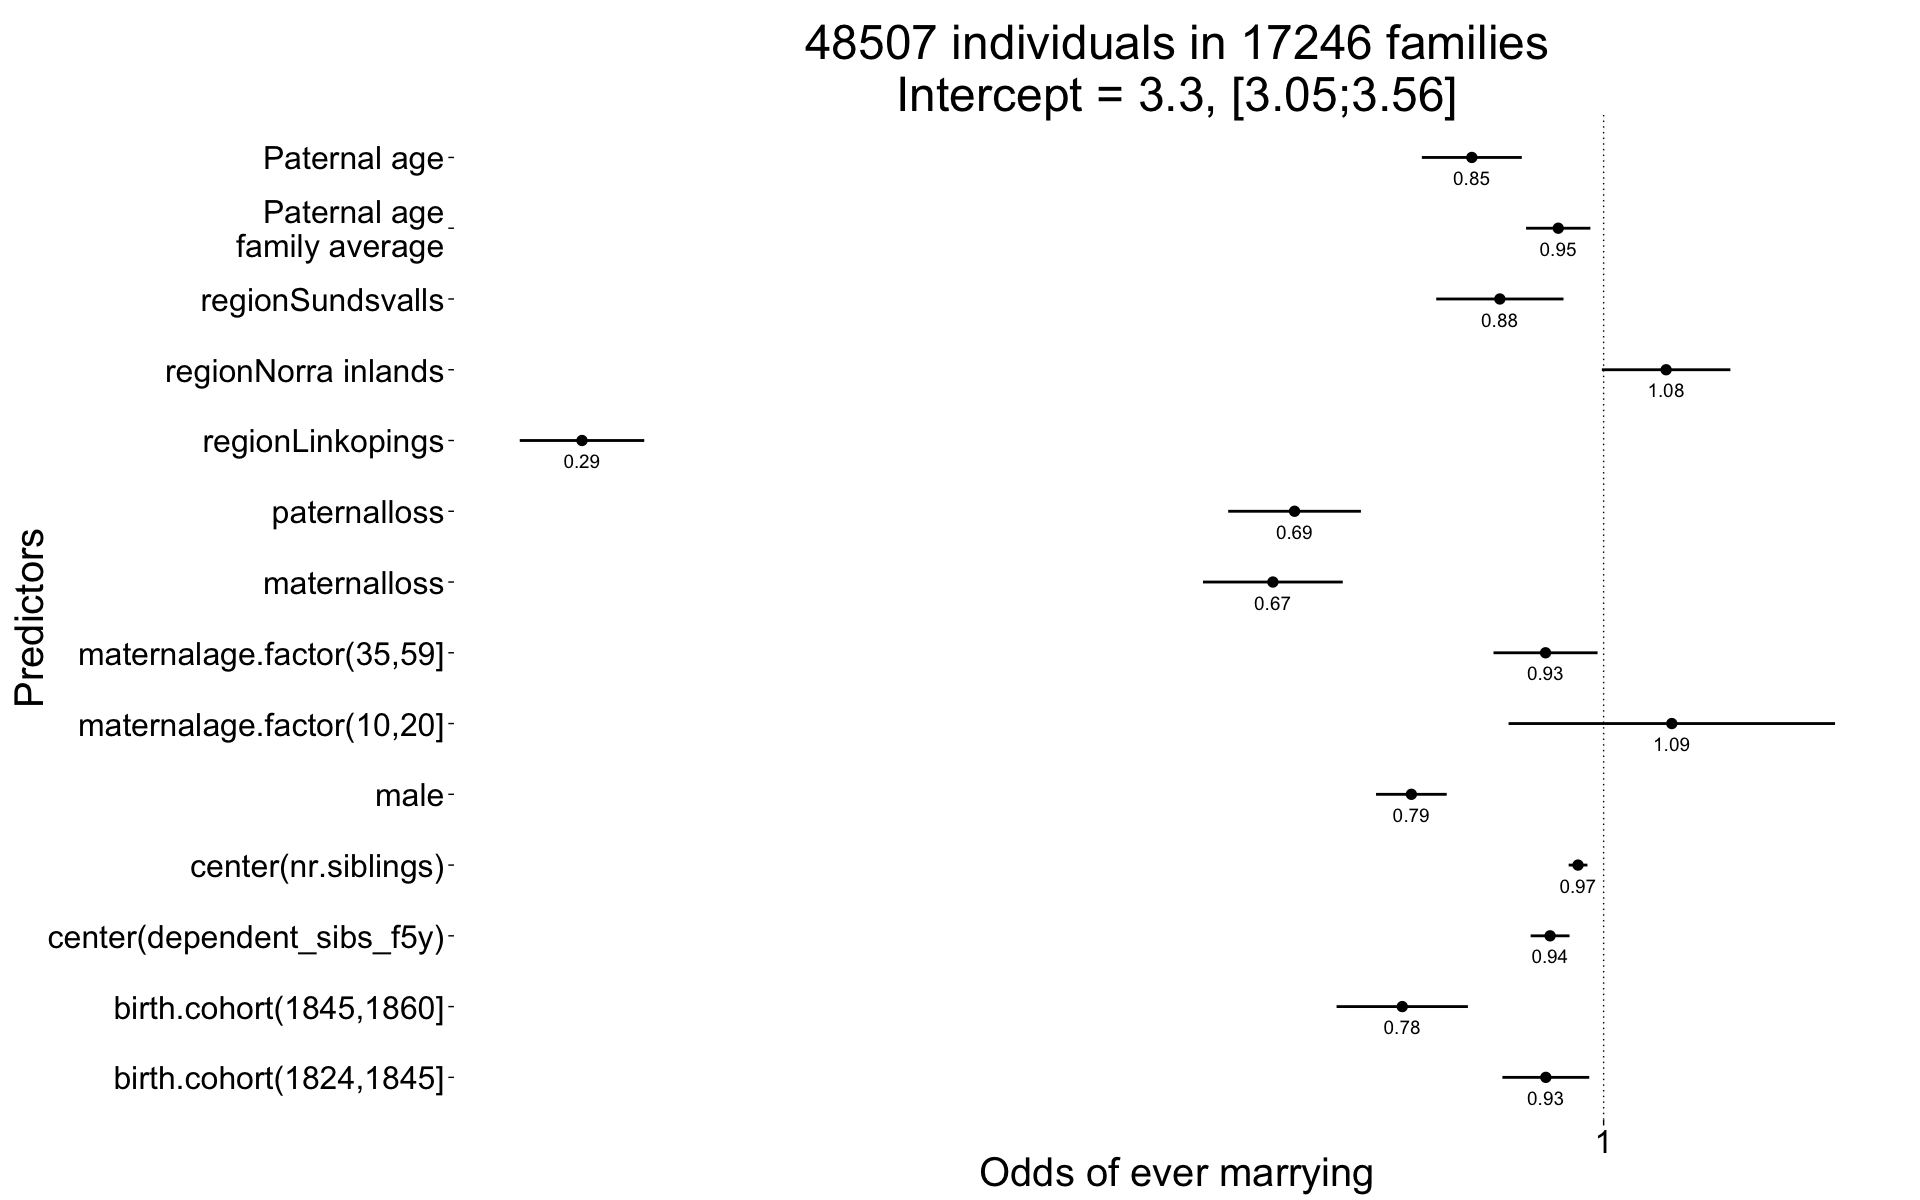 48507 individuals in 17246 families
Intercept = 3.3, [3.05;3.56]
Predictors
Paternal age
0.85
Paternal age
family average
0.95
regionSundsvalls
0.88
regionNorra inlands
1.08
regionLinkopings
0.29
paternalloss
0.69
maternalloss
0.67
maternalage.factor(35,59]
0.93
maternalage.factor(10,20]
1.09
male
0.79
center(nr.siblings)
0.97
center(dependent_sibs_f5y)
0.94
birth.cohort(1845,1860]
0.78
birth.cohort(1824,1845]
0.93
1
Odds of ever marrying